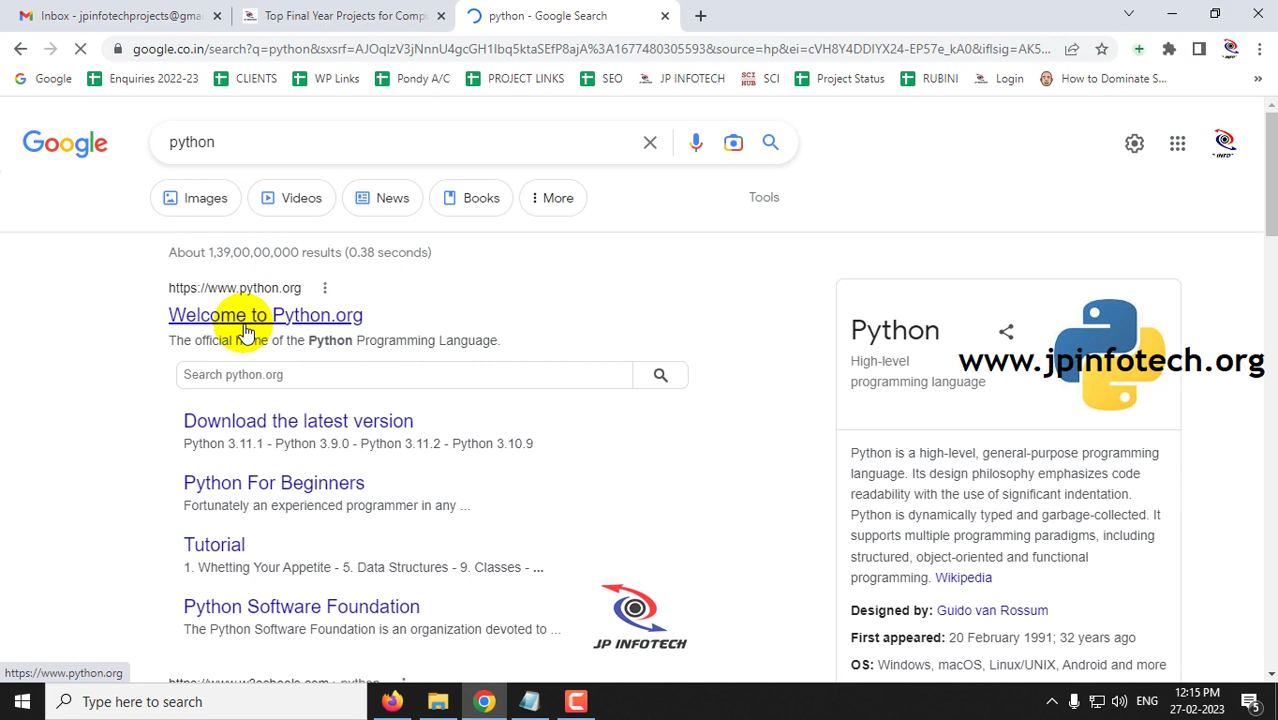 Inbox - jpinfotechprojects@gma
Top Final Year Projects for Compu
python - Google Search
google.co.in/search?q=python&sxsrf=AJOqlzV3jNnnU4gcGH1Ibq5ktaSEfP8ajA%3A1677480305593&source=hp&ei=cVH8Y4DDIYX24-EP57e_kA0&iflsig=AK5...
Google
Enquiries 2022-23
CLIENTS
WP Links
Pondy A/C
PROJECT LINKS
SEO
JP INFOTECH
SCI HUB
SCI
Project Status
RUBINI
Login
How to Dominate S...
»
Google
python
Images
Videos
News
Books
More
Tools
About 1,39,00,00,000 results (0.38 seconds)
https://www.python.org
Welcome to Python.org
The official h me of the Python Programming Language.
Search python.org
Download the latest version
Python 3.11.1 - Python 3.9.0 - Python 3.11.2 - Python 3.10.9
Python For Beginners
Fortunately an experienced programmer in any ...
Tutorial
1. Whetting Your Appetite - 5. Data Structures - 9. Classes - ...
Python Software Foundation
The Python Software Foundation is an organization devoted to ...
JP INFOTECH
Python
High-level
programming language
www.jpinfotech.org
Python is a high-level, general-purpose programming
language. Its design philosophy emphasizes code
readability with the use of significant indentation.
Python is dynamically typed and garbage-collected. It
supports multiple programming paradigms, including
structured, object-oriented and functional
programming. Wikipedia
Designed by: Guido van Rossum
First appeared: 20 February 1991; 32 years ago
OS: Windows, macOS, Linux/UNIX, Android and more
https://www.python.org
Type here to search
ENG
12:15 PM
27-02-2023
5